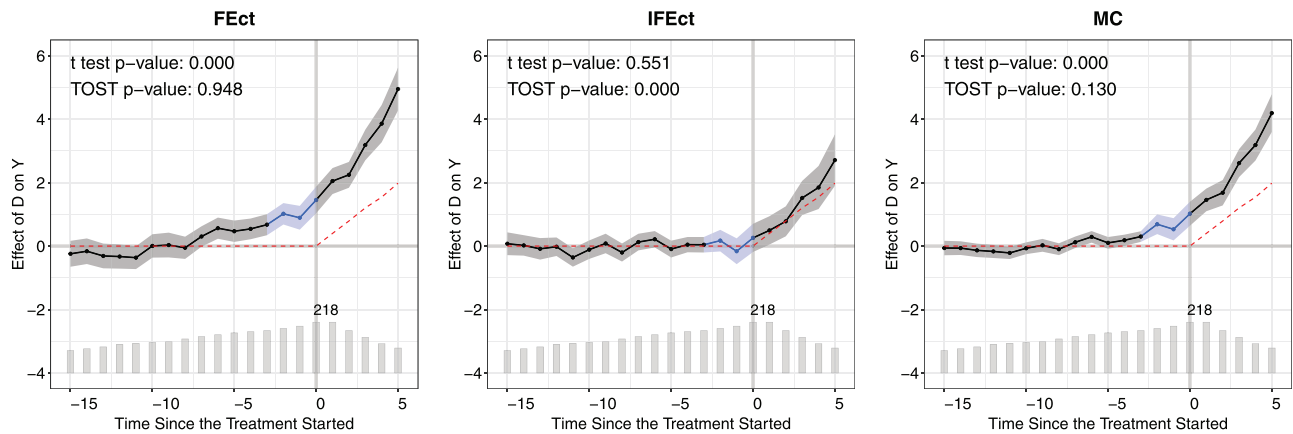 FEct
t test p−value: 0.000
TOST p−value: 0.948
Effect of D on Y
6
4
2
0
−2
−4
218
−15 −10 −5 0 5
Time Since the Treatment Started
IFEct
t test p−value: 0.551
TOST p−value: 0.000
Effect of D on Y
6
4
2
0
−2
−4
218
−15 −10 −5 0 5
Time Since the Treatment Started
MC
t test p−value: 0.000
TOST p−value: 0.130
Effect of D on Y
6
4
2
0
−2
−4
218
−15 −10 −5 0 5
Time Since the Treatment Started